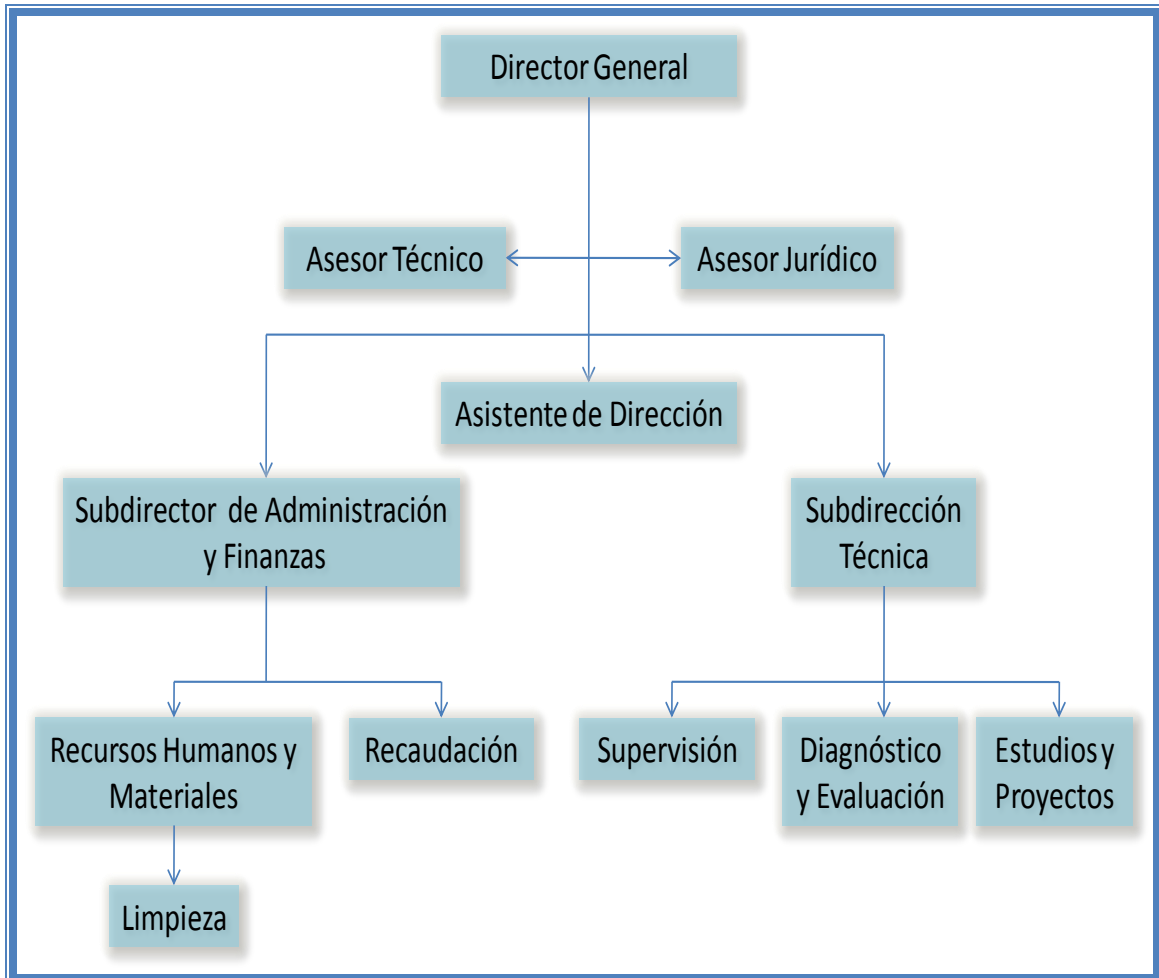 Director General
Asesor Técnico
Asesor Jurídico
Asistente de Dirección
Subdirector de Administración
y Finanzas
Subdirección
Técnica
Recursos Humanos y
Materiales
Recaudación
Supervisión
Diagnóstico
y Evaluación
Estudios y
Proyectos
Limpieza